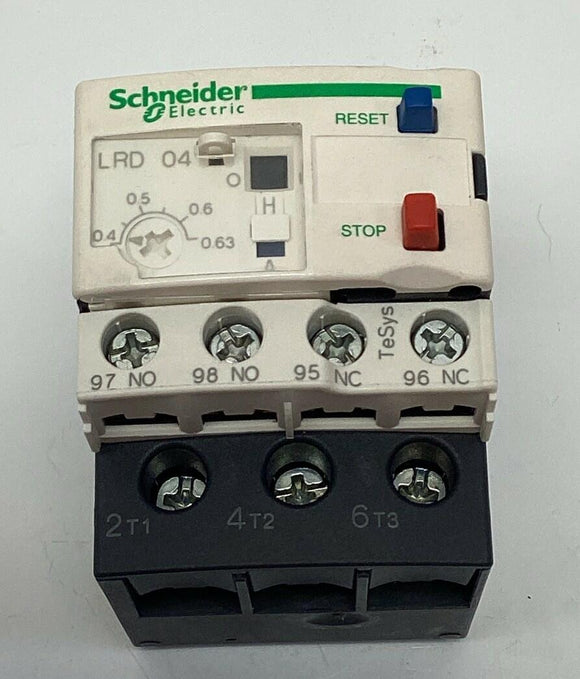 Schneider
Electric
RESET
LRD 04
O
0.5
0.6
H
0.4
0.63
STOP
A
TeSys
97 NO
98 NO
95 NC
96 NC
2T1
4T2
6T3